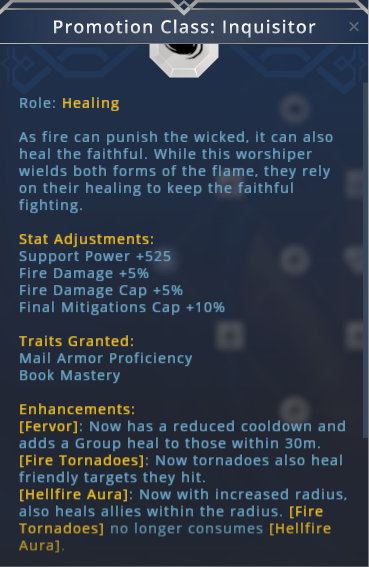 Promotion Class: Inquisitor ×
Role: Healing
As fire can punish the wicked, it can also
heal the faithful. While this worshiper
wields both forms of the flame, they rely
on their healing to keep the faithful
fighting.
Stat Adjustments:
Support Power +525
Fire Damage +5%
Fire Damage Cap +5%
Final Mitigations Cap +10%
Traits Granted:
Mail Armor Proficiency
Book Mastery
Enhancements:
[Fervor]: Now has a reduced cooldown and
adds a Group heal to those within 30m.
[Fire Tornadoes]: Now tornadoes also heal
friendly targets they hit.
[Hellfire Aura]: Now with increased radius,
also heals allies within the radius. [Fire
Tornadoes] no longer consumes [Hellfire
Aura].